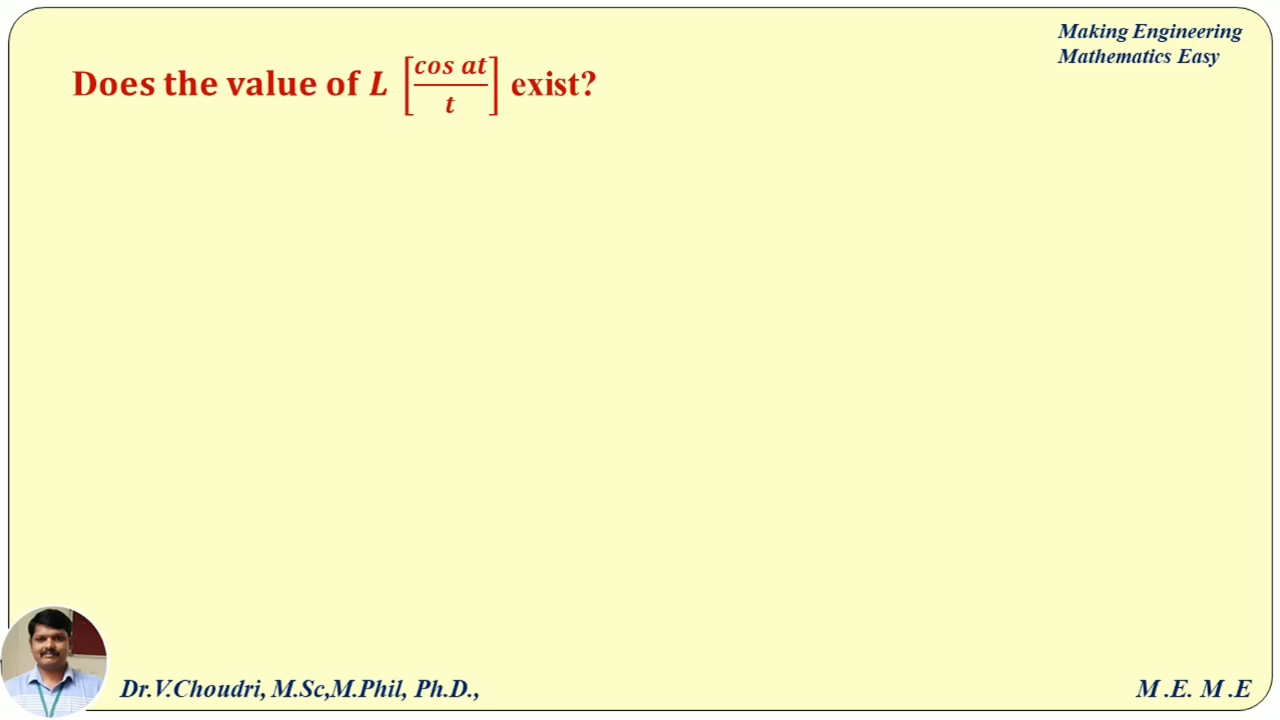 Making Engineering
Mathematics Easy
Does the value of L [cos at / t] exist?
Dr.V.Choudri, M.Sc,M.Phil, Ph.D.,
M .E. M .E